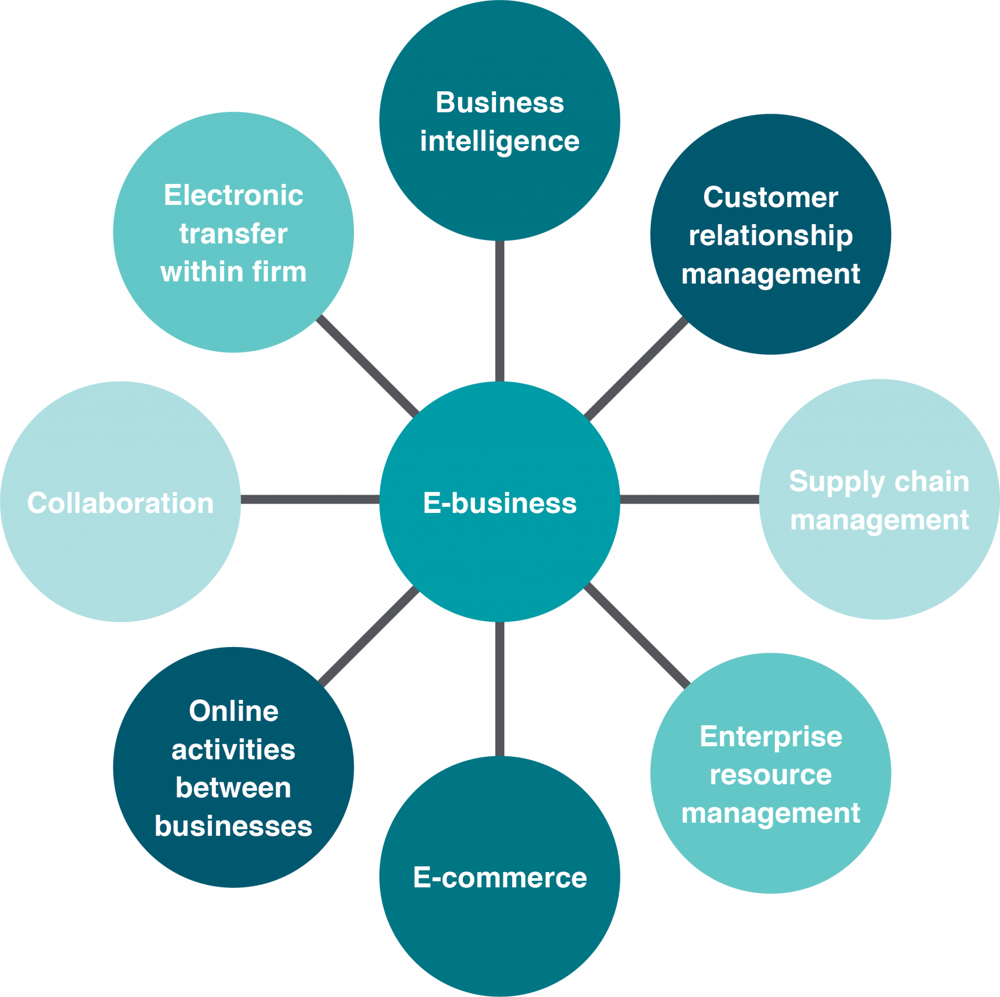 Business
intelligence
Electronic
transfer
within firm
Customer
relationship
management
Collaboration
E-business
Supply chain
management
Online
activities
between
businesses
Enterprise
resource
management
E-commerce